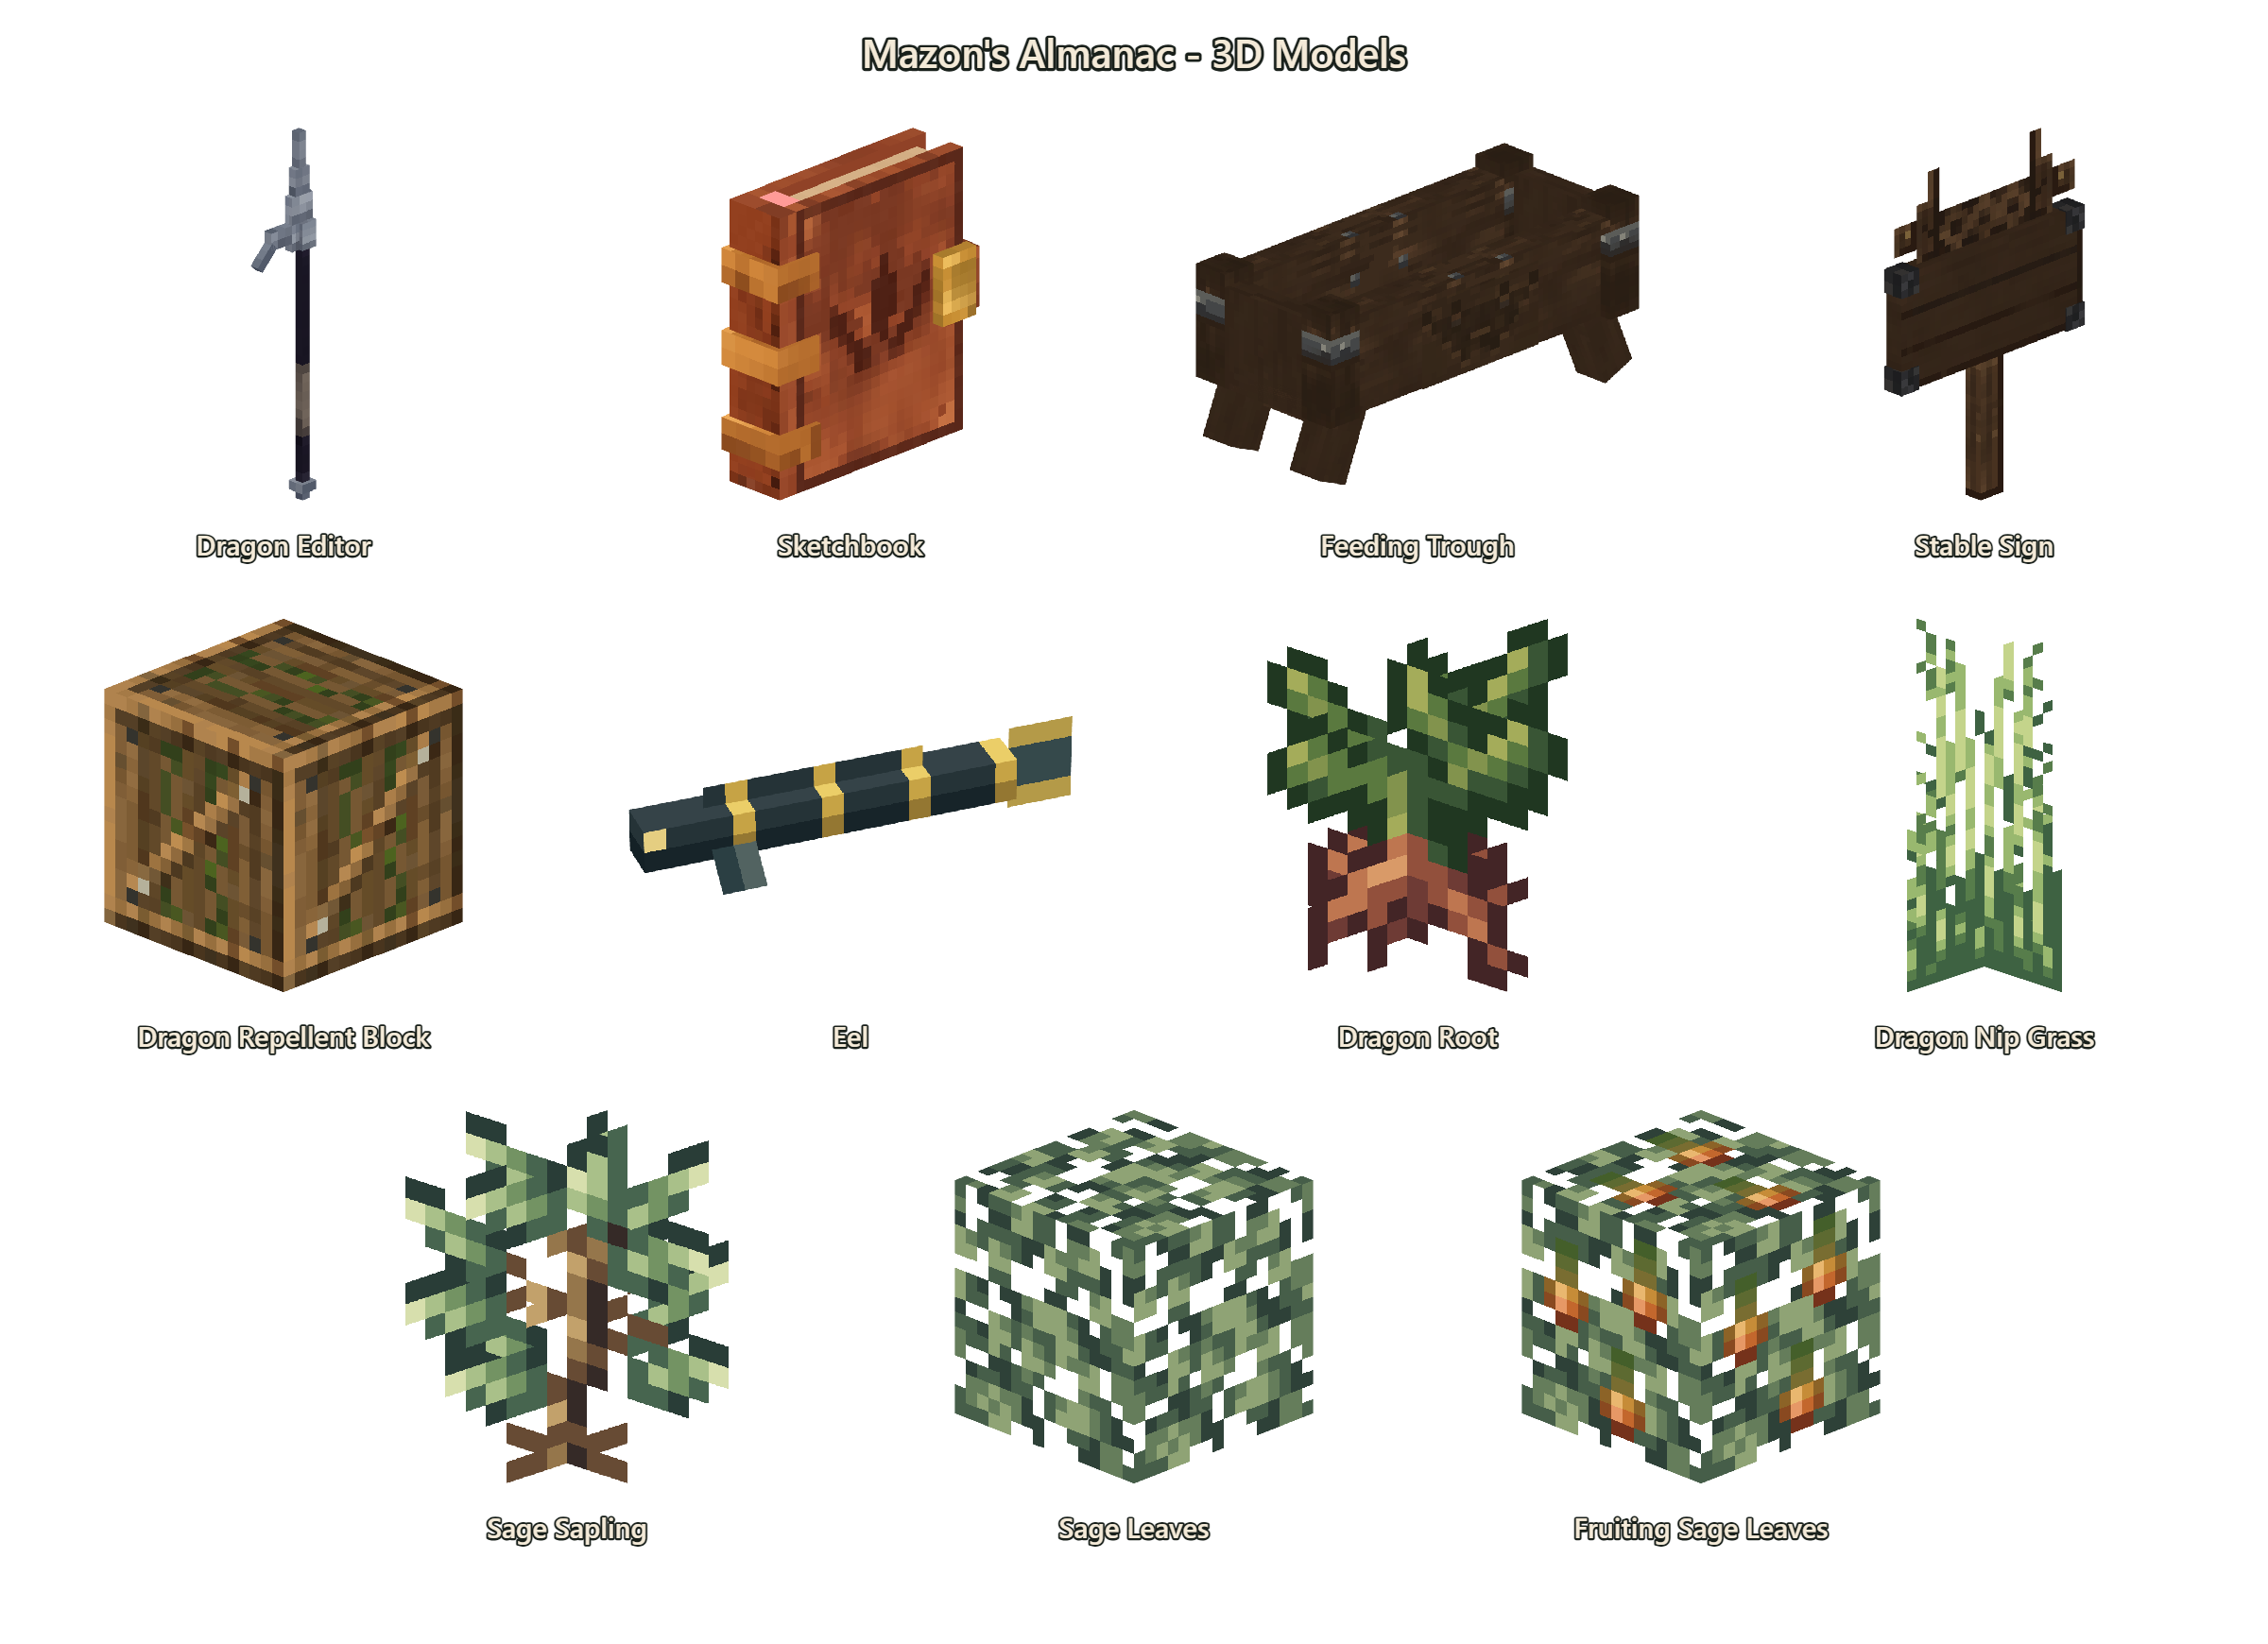 Mazon's Almanac - 3D Models
Dragon Editor
Sketchbook
Feeding Trough
Stable Sign
Dragon Repellent Block
Eel
Dragon Root
Dragon Nip Grass
Sage Sapling
Sage Leaves
Fruiting Sage Leaves